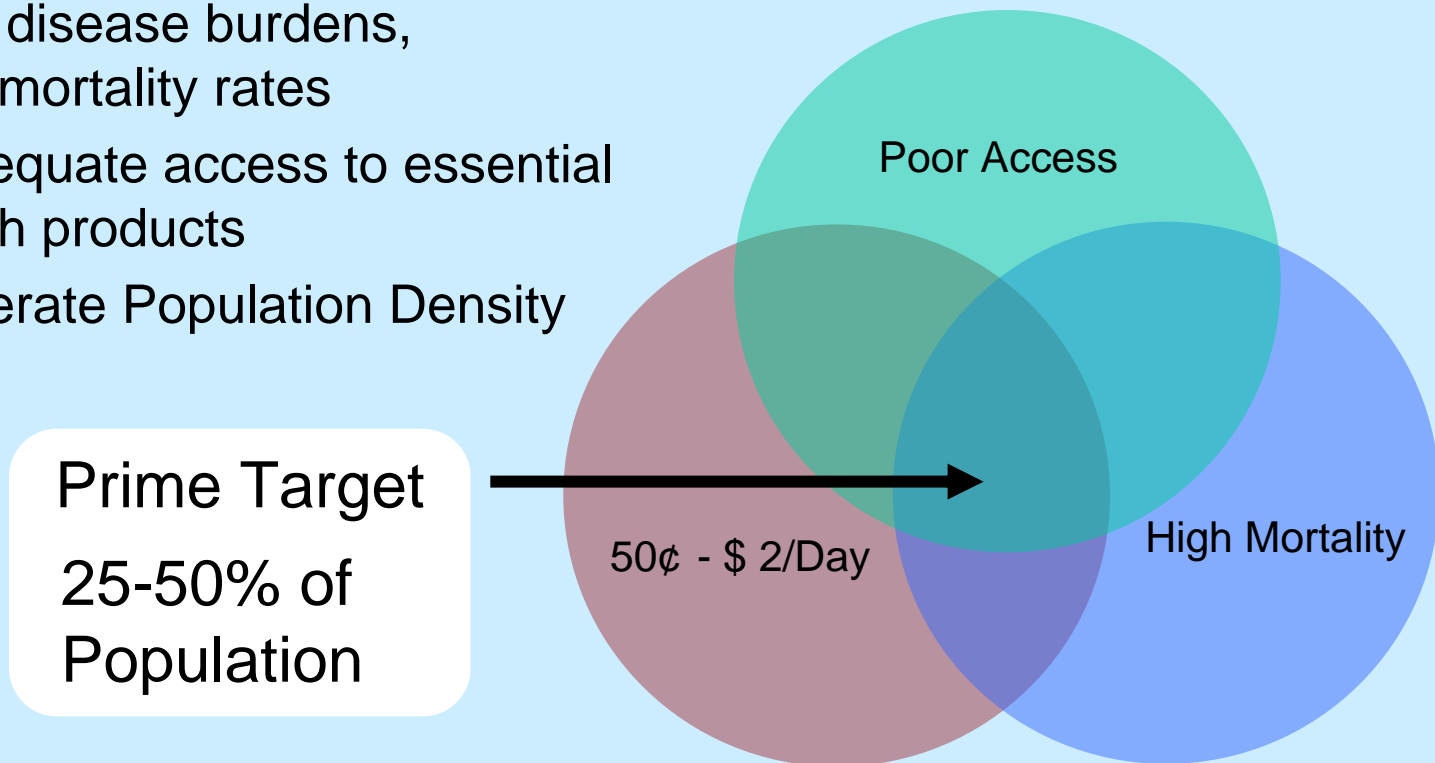 disease burdens,
mortality rates
equate access to essential
h products
erate Population Density
Poor Access
Prime Target
25-50% of
Population
50¢ - $ 2/Day
High Mortality